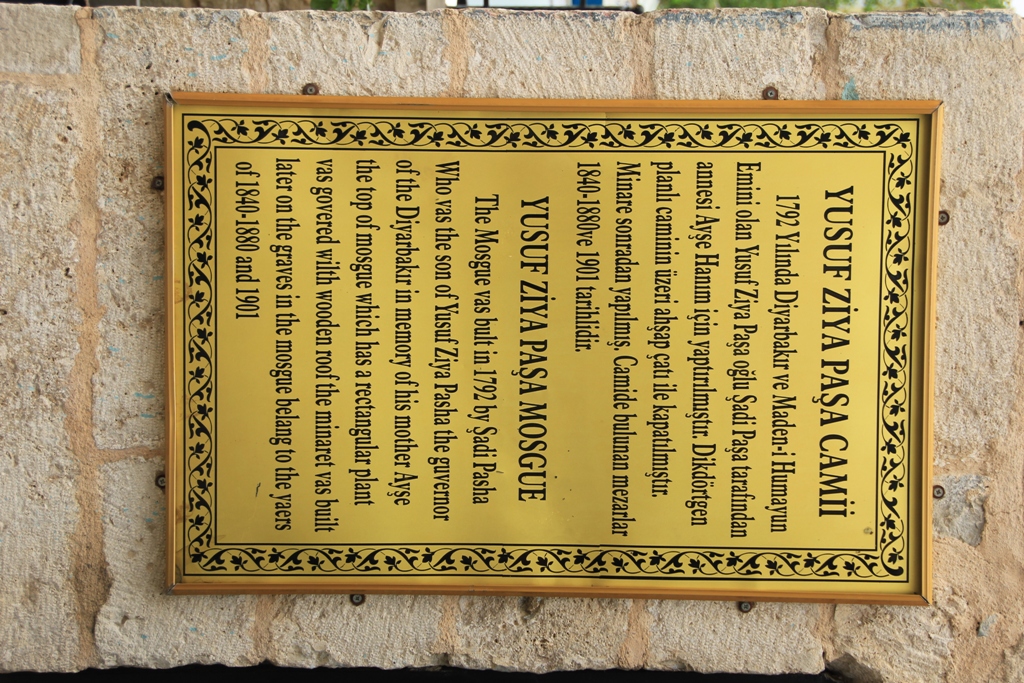 YUSUF ZİYA PAŞA CAMİİ
1792 Yılında Diyarbakır ve Maden-i Humayun
Emini olan Yusuf Ziya Paşa oğlu Şadi Paşa tarafından
annesi Ayşe Hanım için yaptırılmıştır. Dikdörtgen
planlı caminin üzeri ahşap çatı ile kapatılmıştır.
Minare sonradan yapılmış, Camide bulunan mezarlar
1840-1880ve 1901 tarihlidir.
YUSUF ZİYA PAŞA MOSGUE
The Mosgue vas bult in 1792 by Şadi Pasha
Who vas the son of Yusuf Ziya Pasha the guvernor
of the Diyarbakır in memory of his mother Ayşe
the top of mosgue which has a rectangular plant
vas govered wilth wooden roof the minaret vas built
later on the graves in the mosgue belang to the yaers
of 1840-1880 and 1901